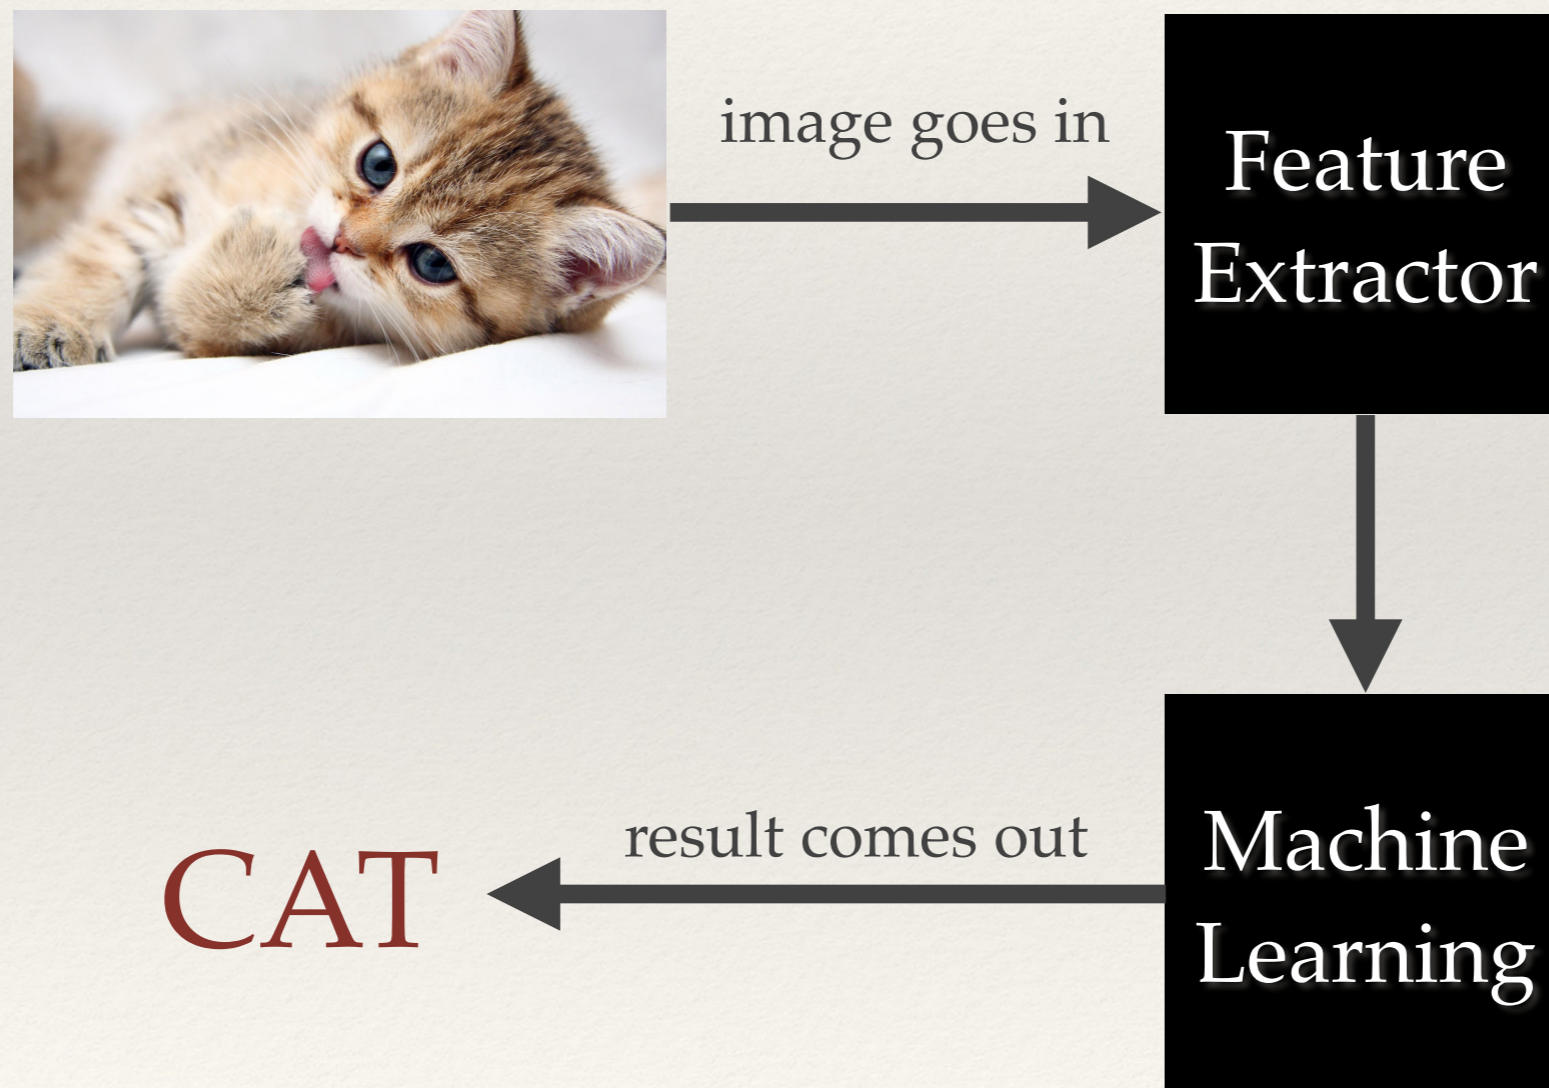 image goes in
Feature
Extractor
Machine
Learning
result comes out
CAT